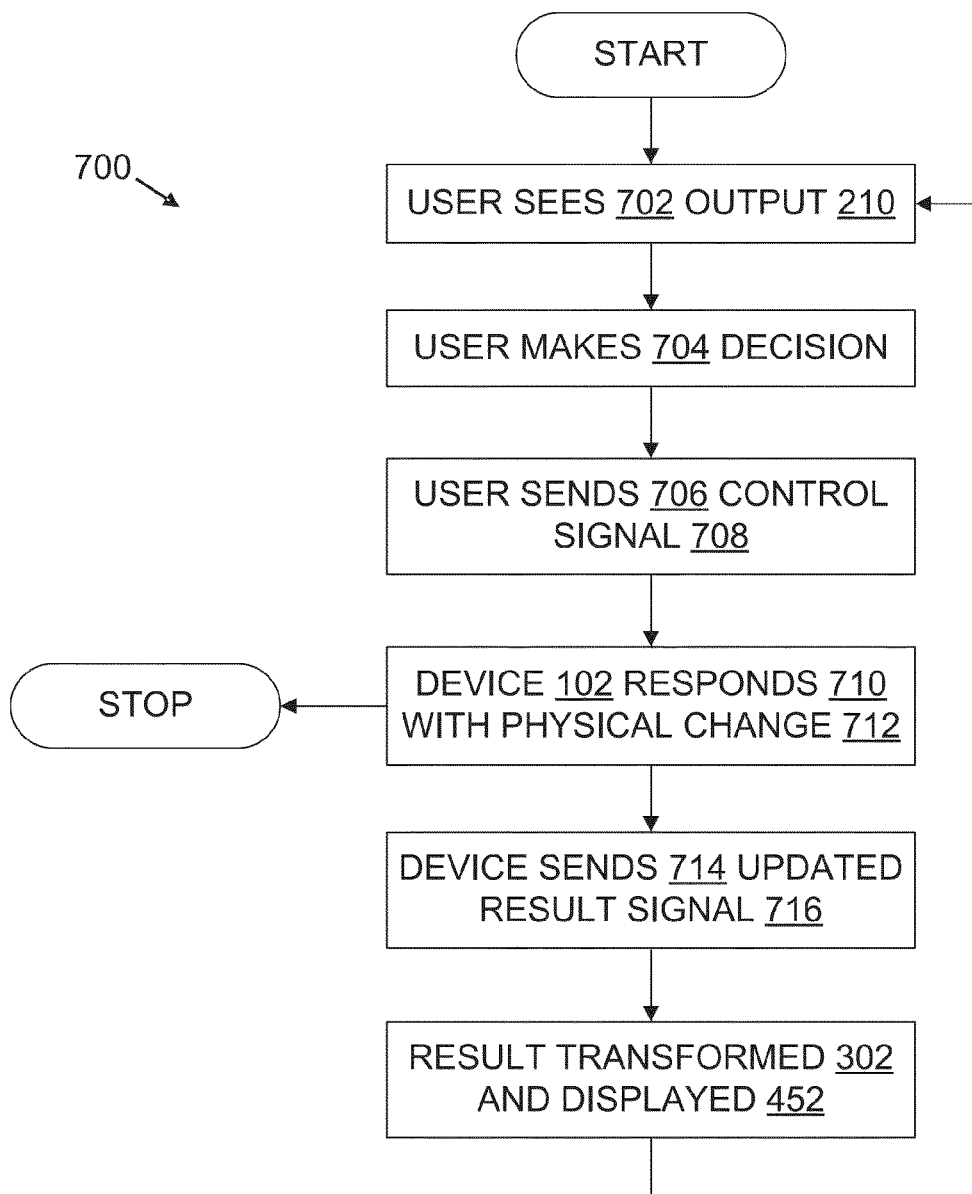 START
700
USER SEES 702 OUTPUT 210
USER MAKES 704 DECISION
USER SENDS 706 CONTROL
SIGNAL 708
DEVICE 102 RESPONDS 710
WITH PHYSICAL CHANGE 712
STOP
DEVICE SENDS 714 UPDATED
RESULT SIGNAL 716
RESULT TRANSFORMED 302
AND DISPLAYED 452